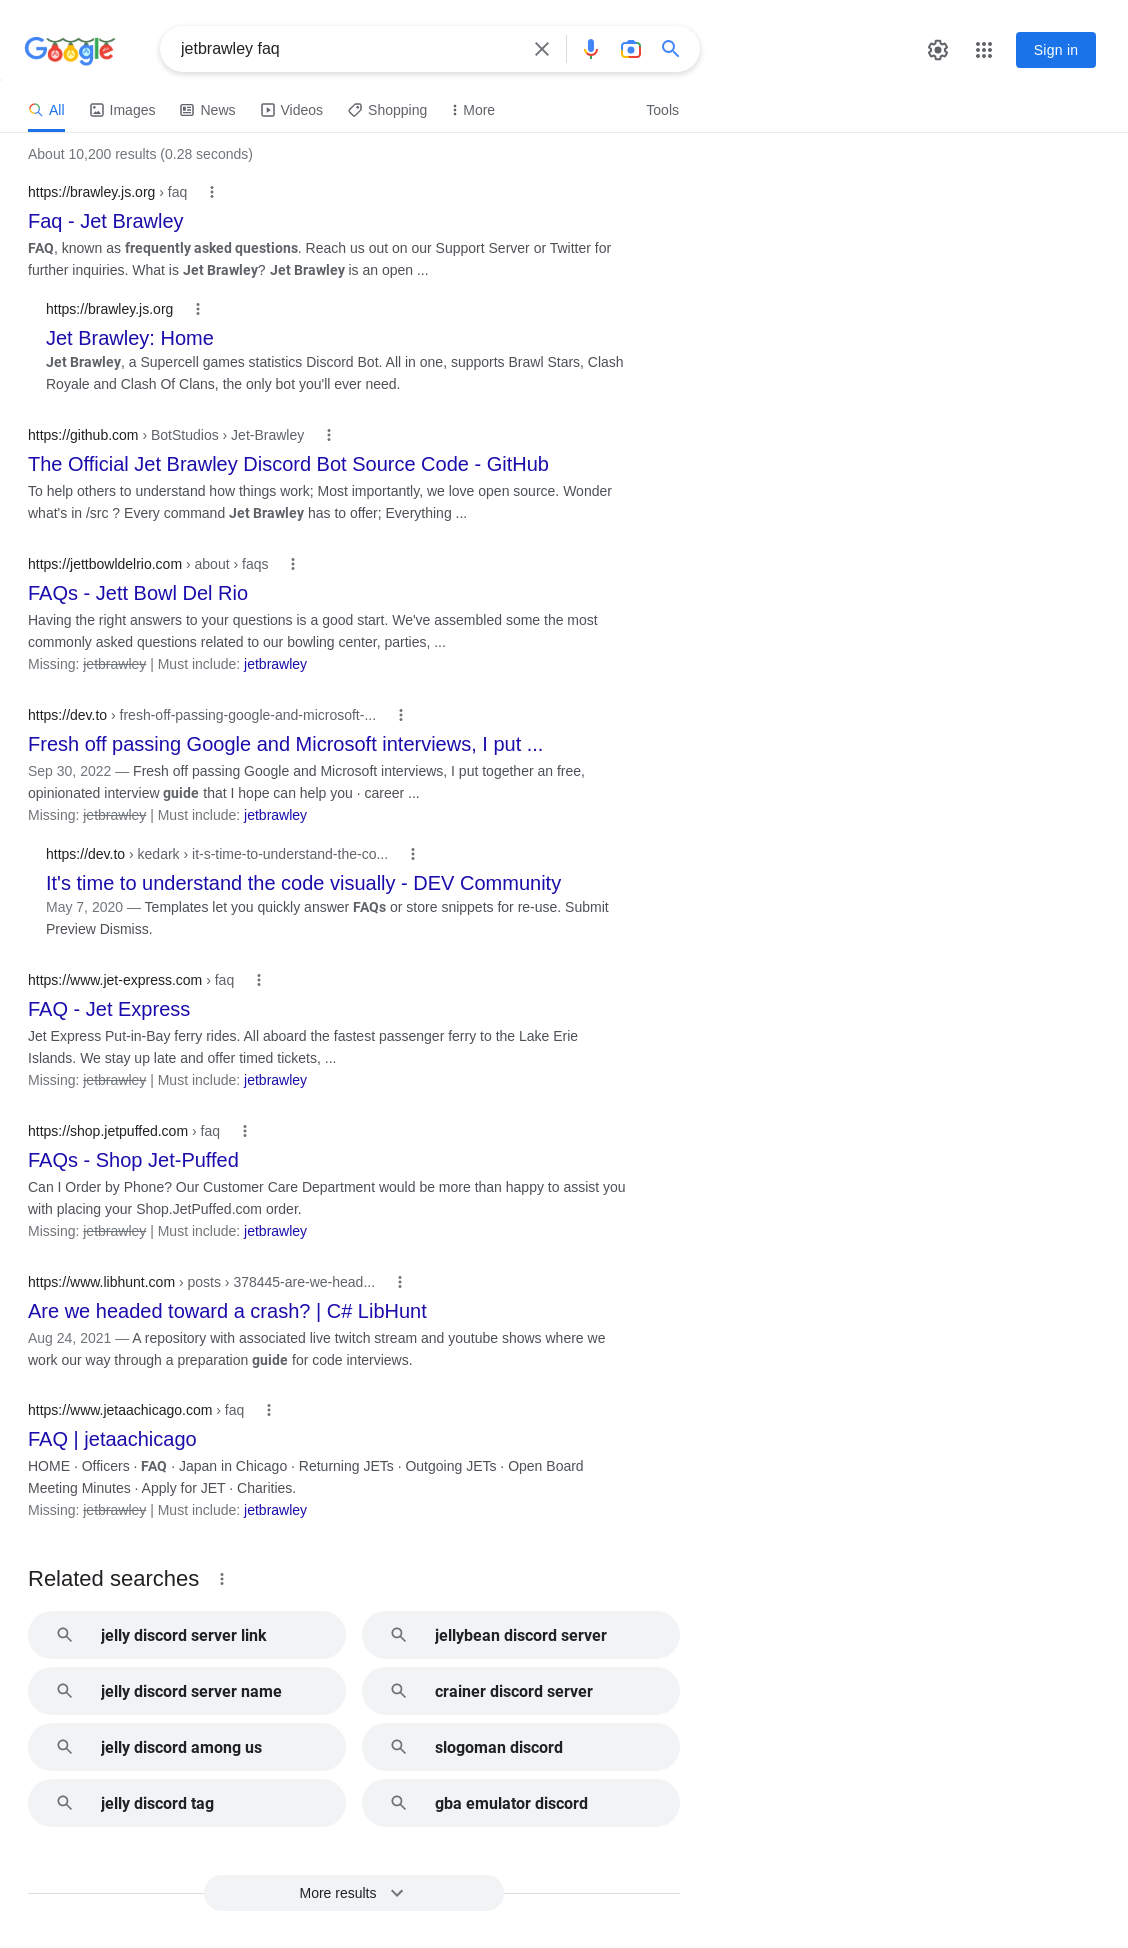 Google
jetbrawley faq
Sign in
All Images News Videos Shopping More Tools
About 10,200 results (0.28 seconds)
https://brawley.js.org › faq
Faq - Jet Brawley
FAQ, known as frequently asked questions. Reach us out on our Support Server or Twitter for
further inquiries. What is Jet Brawley? Jet Brawley is an open ...
https://brawley.js.org
Jet Brawley: Home
Jet Brawley, a Supercell games statistics Discord Bot. All in one, supports Brawl Stars, Clash
Royale and Clash Of Clans, the only bot you'll ever need.
https://github.com › BotStudios › Jet-Brawley
The Official Jet Brawley Discord Bot Source Code - GitHub
To help others to understand how things work; Most importantly, we love open source. Wonder
what's in /src ? Every command Jet Brawley has to offer; Everything ...
https://jettbowldelrio.com › about › faqs
FAQs - Jett Bowl Del Rio
Having the right answers to your questions is a good start. We've assembled some the most
commonly asked questions related to our bowling center, parties, ...
Missing: jetbrawley | Must include: jetbrawley
https://dev.to › fresh-off-passing-google-and-microsoft-...
Fresh off passing Google and Microsoft interviews, I put ...
Sep 30, 2022 — Fresh off passing Google and Microsoft interviews, I put together an free,
opinionated interview guide that I hope can help you · career ...
Missing: jetbrawley | Must include: jetbrawley
https://dev.to › kedark › it-s-time-to-understand-the-co...
It's time to understand the code visually - DEV Community
May 7, 2020 — Templates let you quickly answer FAQs or store snippets for re-use. Submit
Preview Dismiss.
https://www.jet-express.com › faq
FAQ - Jet Express
Jet Express Put-in-Bay ferry rides. All aboard the fastest passenger ferry to the Lake Erie
Islands. We stay up late and offer timed tickets, ...
Missing: jetbrawley | Must include: jetbrawley
https://shop.jetpuffed.com › faq
FAQs - Shop Jet-Puffed
Can I Order by Phone? Our Customer Care Department would be more than happy to assist you
with placing your Shop.JetPuffed.com order.
Missing: jetbrawley | Must include: jetbrawley
https://www.libhunt.com › posts › 378445-are-we-head...
Are we headed toward a crash? | C# LibHunt
Aug 24, 2021 — A repository with associated live twitch stream and youtube shows where we
work our way through a preparation guide for code interviews.
https://www.jetaachicago.com › faq
FAQ | jetaachicago
HOME · Officers · FAQ · Japan in Chicago · Returning JETs · Outgoing JETs · Open Board
Meeting Minutes · Apply for JET · Charities.
Missing: jetbrawley | Must include: jetbrawley
Related searches
jelly discord server link
jellybean discord server
jelly discord server name
crainer discord server
jelly discord among us
slogoman discord
jelly discord tag
gba emulator discord
More results